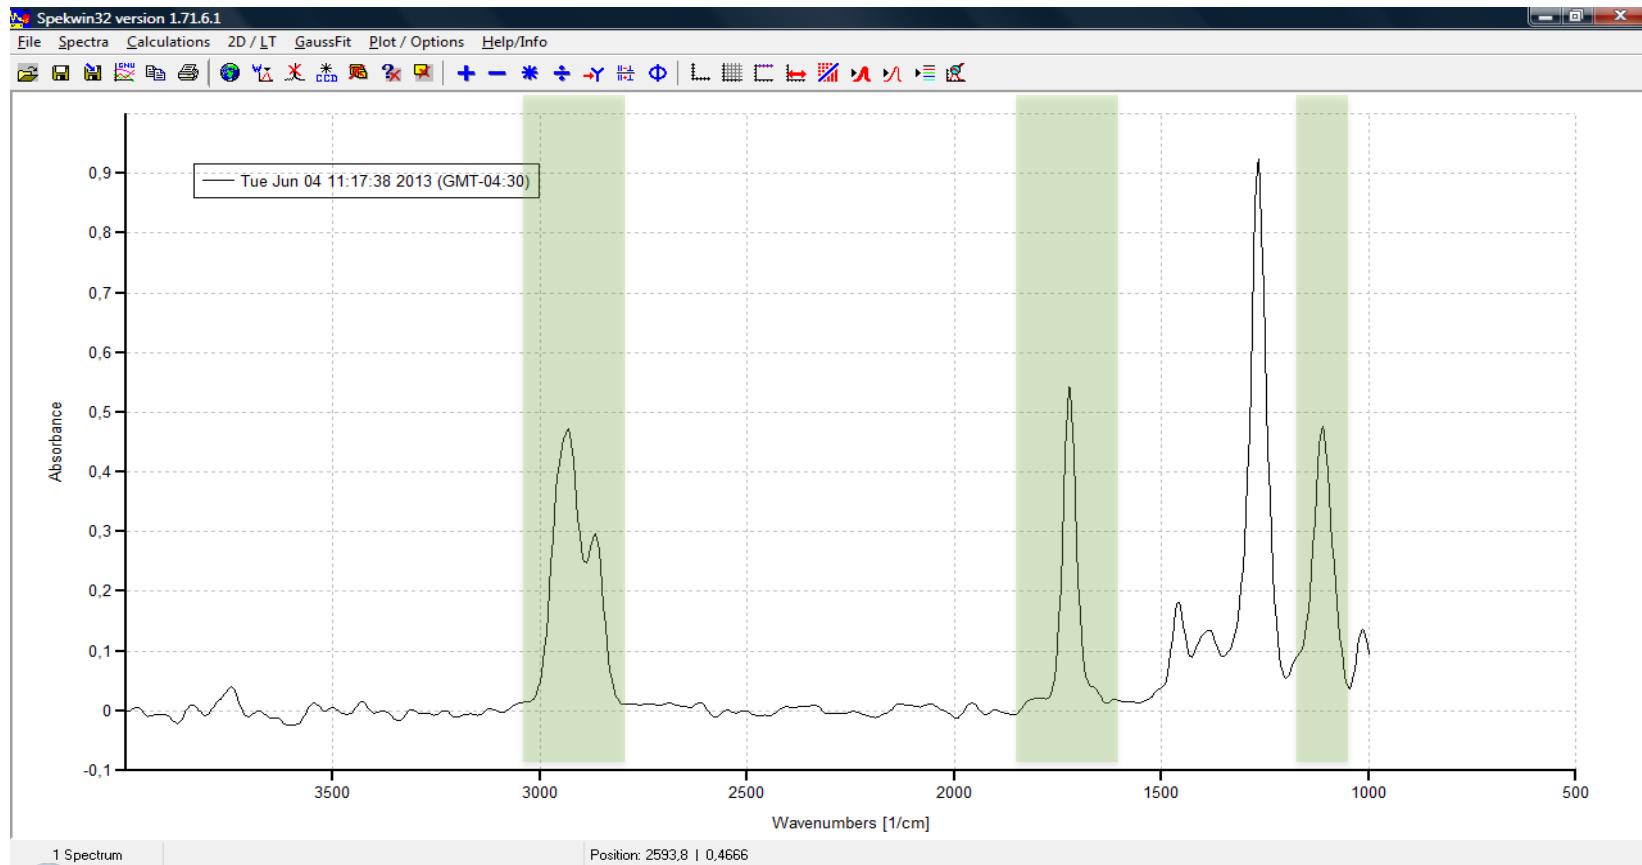 Spekwin32 version 1.71.6.1
File Spectra Calculations 2D / LT GaussFit Plot / Options Help/Info
Tue Jun 04 11:17:38 2013 (GMT-04:30)
0,9
0,8
0,7
0,6
0,5
0,4
0,3
0,2
0,1
0
-0,1
Absorbance
3500 3000 2500 2000 1500 1000 500
Wavenumbers [1/cm]
1 Spectrum Position: 2593,8 | 0,4666